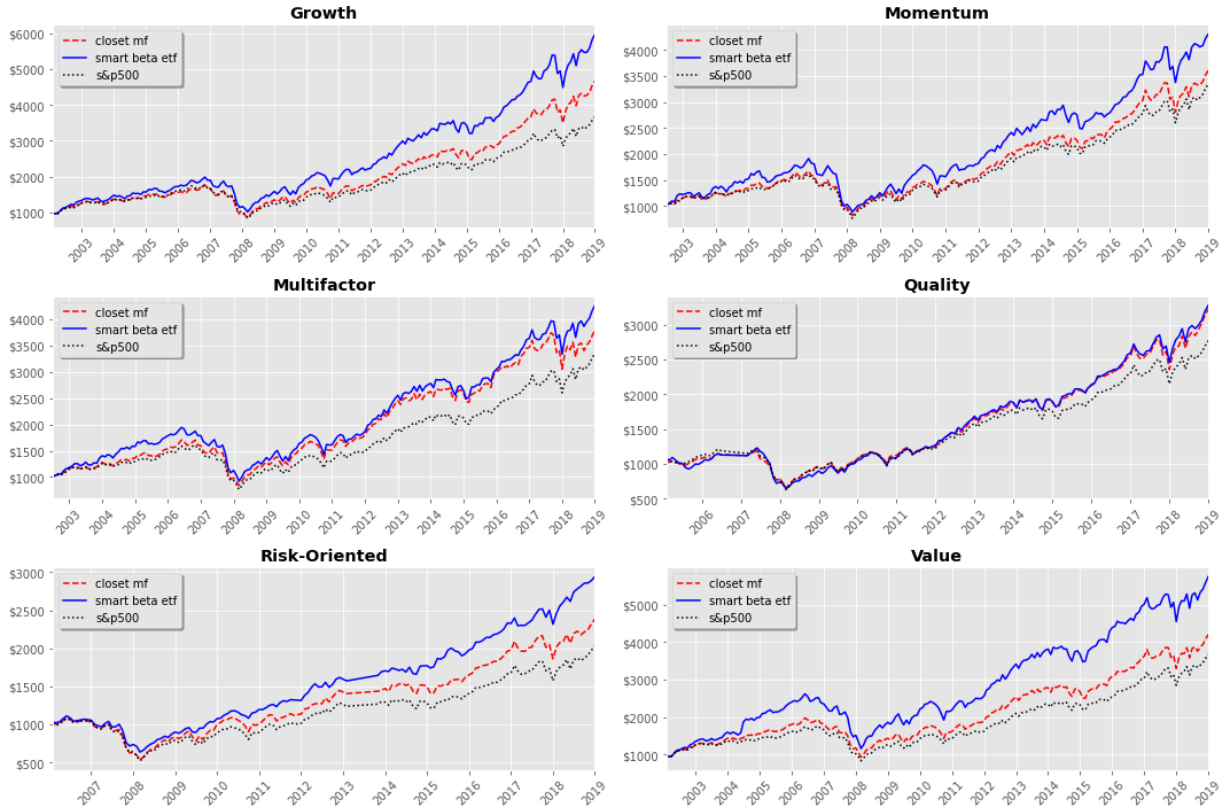 Growth
$6000
$5000
$4000
$3000
$2000
$1000
closet mf
smart beta etf
s&p500
2003 2004 2005 2006 2007 2008 2009 2010 2011 2012 2013 2014 2015 2016 2017 2018 2019
Momentum
$4000
$3500
$3000
$2500
$2000
$1500
$1000
closet mf
smart beta etf
s&p500
2003 2004 2005 2006 2007 2008 2009 2010 2011 2012 2013 2014 2015 2016 2017 2018 2019
Multifactor
$4000
$3500
$3000
$2500
$2000
$1500
$1000
closet mf
smart beta etf
s&p500
2003 2004 2005 2006 2007 2008 2009 2010 2011 2012 2013 2014 2015 2016 2017 2018 2019
Quality
$3000
$2500
$2000
$1500
$1000
$500
closet mf
smart beta etf
s&p500
2006 2007 2008 2009 2010 2011 2012 2013 2014 2015 2016 2017 2018 2019
Risk-Oriented
$3000
$2500
$2000
$1500
$1000
$500
closet mf
smart beta etf
s&p500
2007 2008 2009 2010 2011 2012 2013 2014 2015 2016 2017 2018 2019
Value
$5000
$4000
$3000
$2000
$1000
closet mf
smart beta etf
s&p500
2003 2004 2005 2006 2007 2008 2009 2010 2011 2012 2013 2014 2015 2016 2017 2018 2019